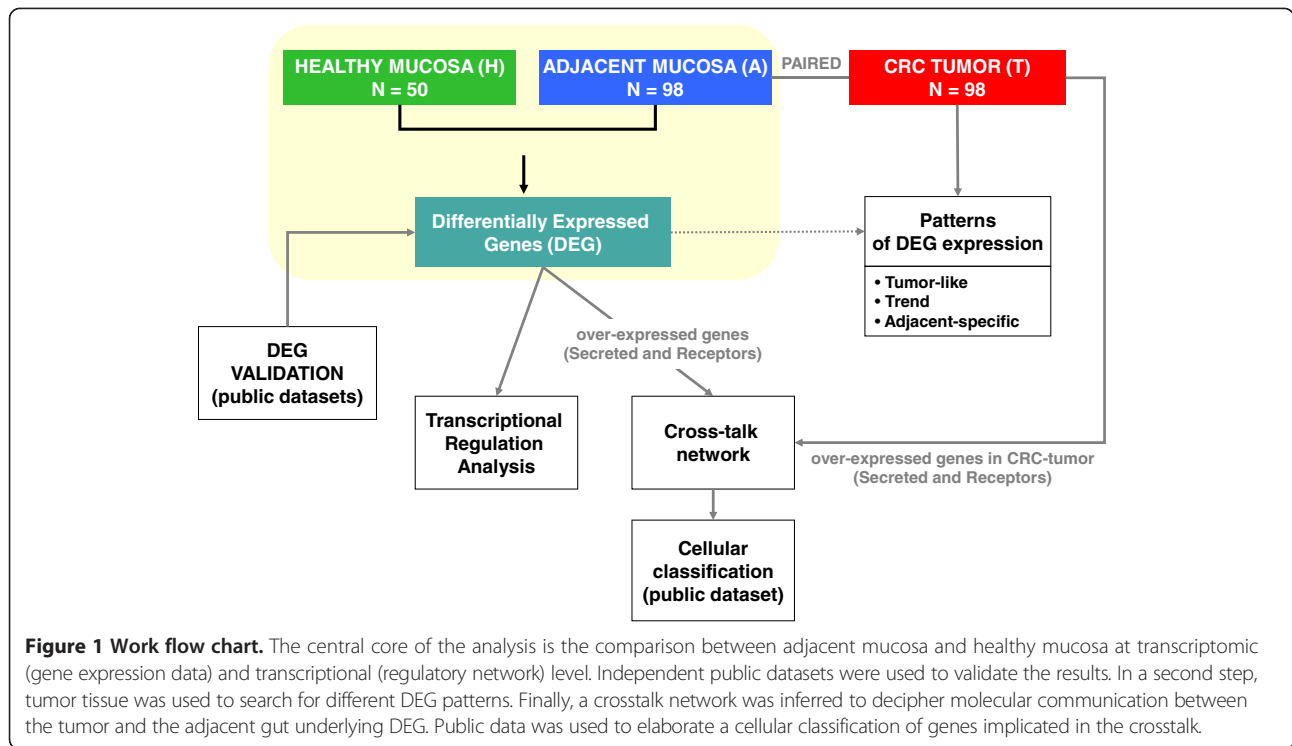 HEALTHY MUCOSA (H)
N = 50
ADJACENT MUCOSA (A)
N = 98
PAIRED
CRC TUMOR (T)
N = 98
Differentially Expressed
Genes (DEG)
Patterns
of DEG expression
• Tumor-like
• Trend
• Adjacent-specific
DEG
VALIDATION
(public datasets)
over-expressed genes
(Secreted and Receptors)
Transcriptional
Regulation
Analysis
Cross-talk
network
over-expressed genes in CRC-tumor
(Secreted and Receptors)
Cellular
classification
(public dataset)
Figure 1 Work flow chart. The central core of the analysis is the comparison between adjacent mucosa and healthy mucosa at transcriptomic
(gene expression data) and transcriptional (regulatory network) level. Independent public datasets were used to validate the results. In a second step,
tumor tissue was used to search for different DEG patterns. Finally, a crosstalk network was inferred to decipher molecular communication between
the tumor and the adjacent gut underlying DEG. Public data was used to elaborate a cellular classification of genes implicated in the crosstalk.